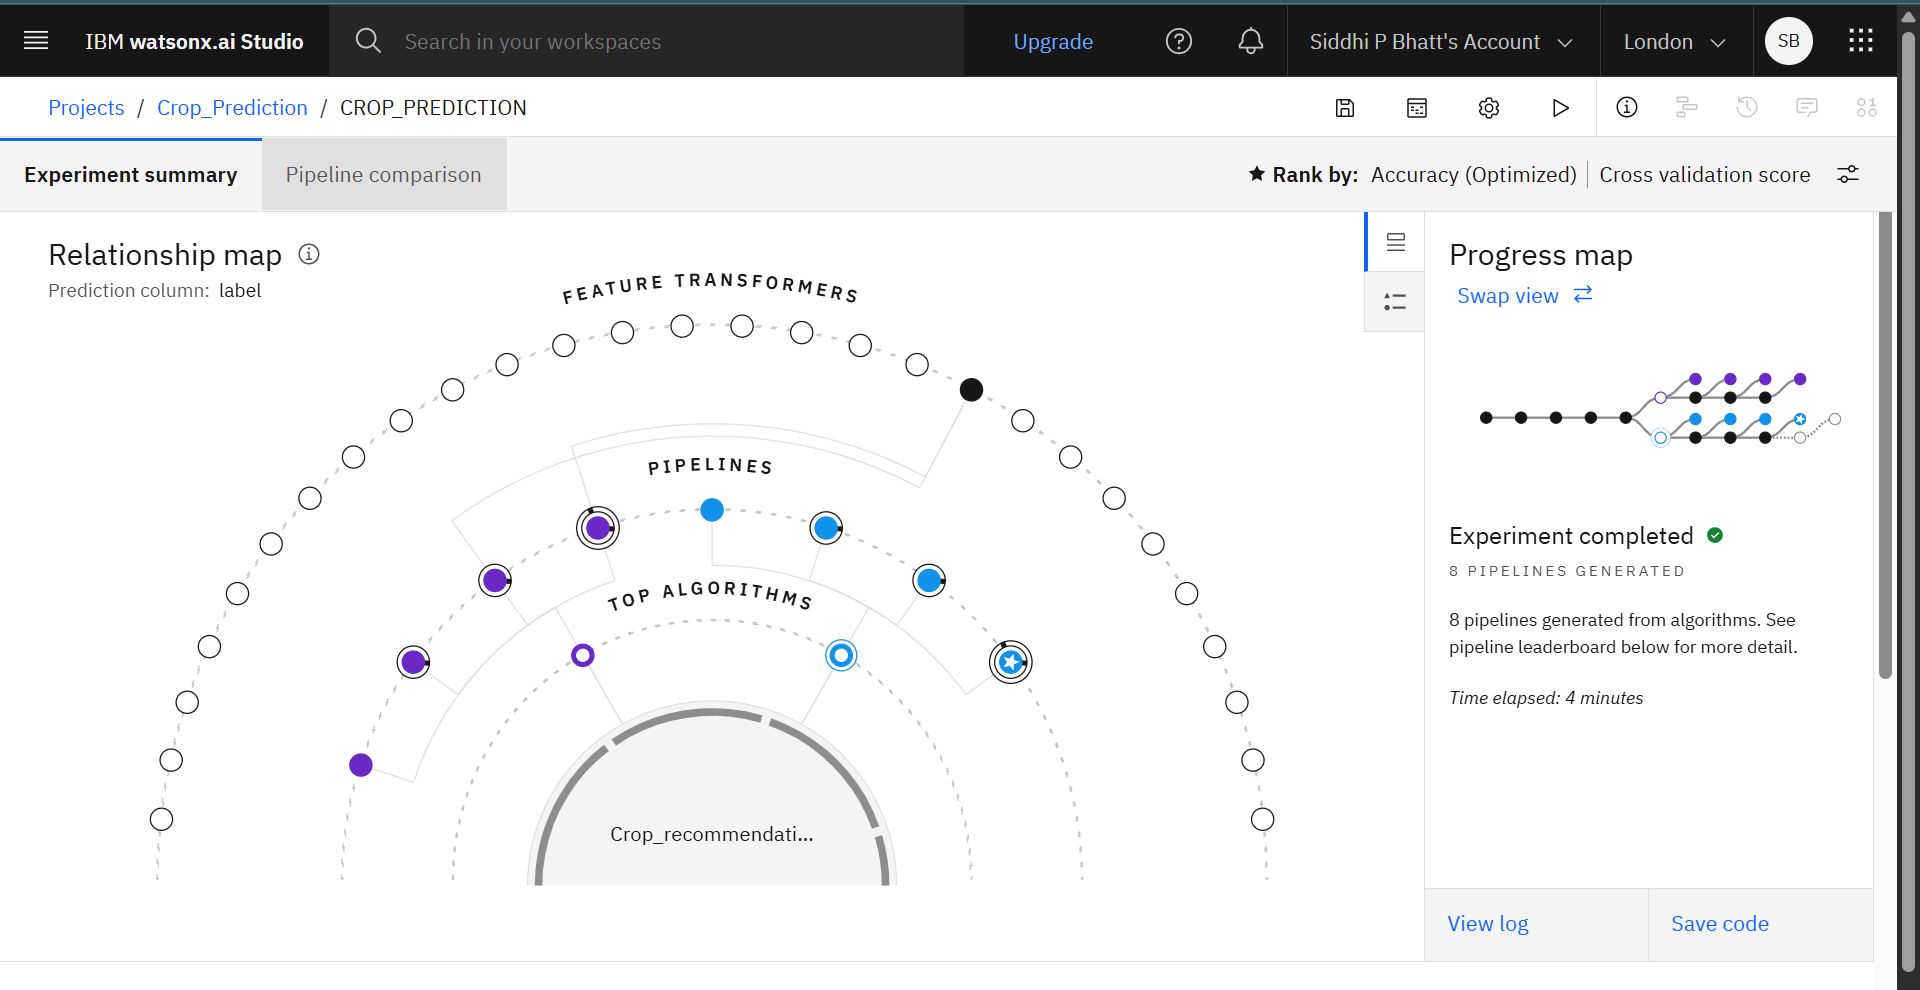 IBM watsonx.ai Studio
Search in your workspaces
Upgrade
Siddhi P Bhatt's Account
London
SB
Projects / Crop_Prediction / CROP_PREDICTION
Experiment summary
Pipeline comparison
Rank by: Accuracy (Optimized) | Cross validation score
Relationship map
Prediction column: label
FEATURE TRANSFORMERS
PIPELINES
TOP ALGORITHMS
Crop_recommendati...
Progress map
Swap view
Experiment completed
8 PIPELINES GENERATED
8 pipelines generated from algorithms. See
pipeline leaderboard below for more detail.
Time elapsed: 4 minutes
View log
Save code